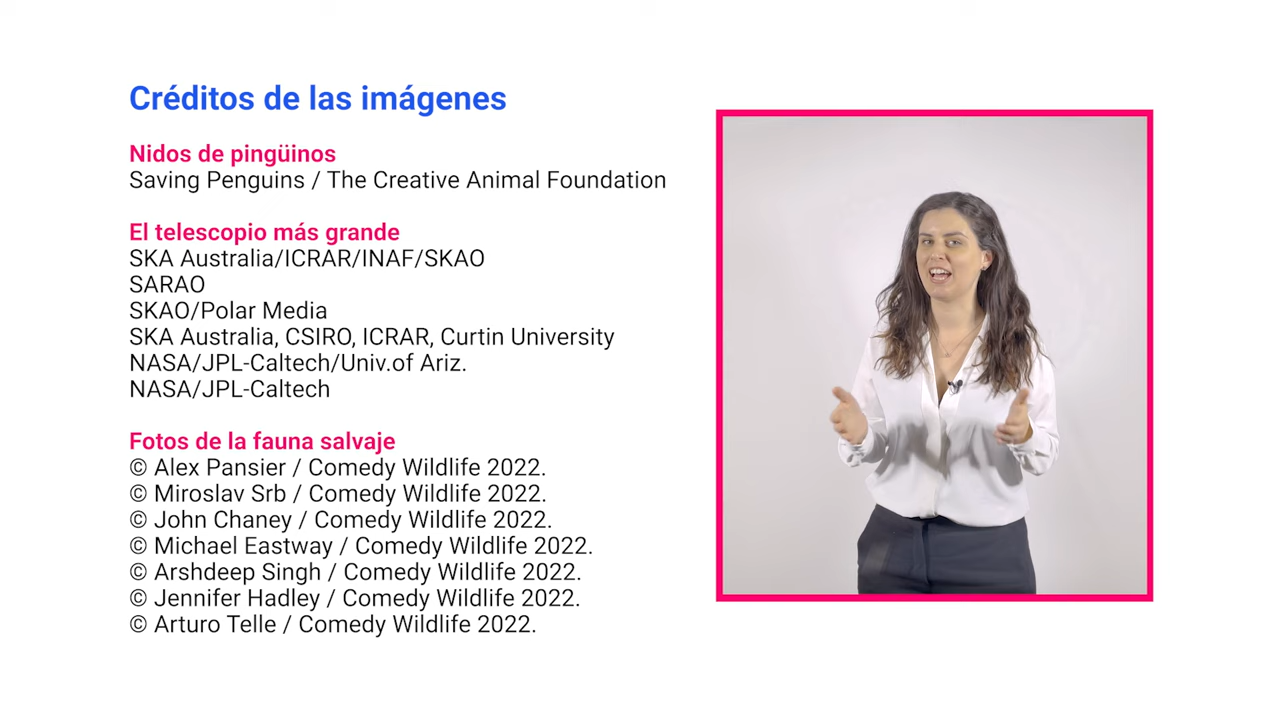 Créditos de las imágenes
Nidos de pingüinos
Saving Penguins / The Creative Animal Foundation
El telescopio más grande
SKA Australia/ICRAR/INAF/SKAO
SARAO
SKAO/Polar Media
SKA Australia, CSIRO, ICRAR, Curtin University
NASA/JPL-Caltech/Univ.of Ariz.
NASA/JPL-Caltech
Fotos de la fauna salvaje
© Alex Pansier / Comedy Wildlife 2022.
© Miroslav Srb / Comedy Wildlife 2022.
© John Chaney / Comedy Wildlife 2022.
© Michael Eastway / Comedy Wildlife 2022.
© Arshdeep Singh / Comedy Wildlife 2022.
© Jennifer Hadley / Comedy Wildlife 2022.
© Arturo Telle / Comedy Wildlife 2022.